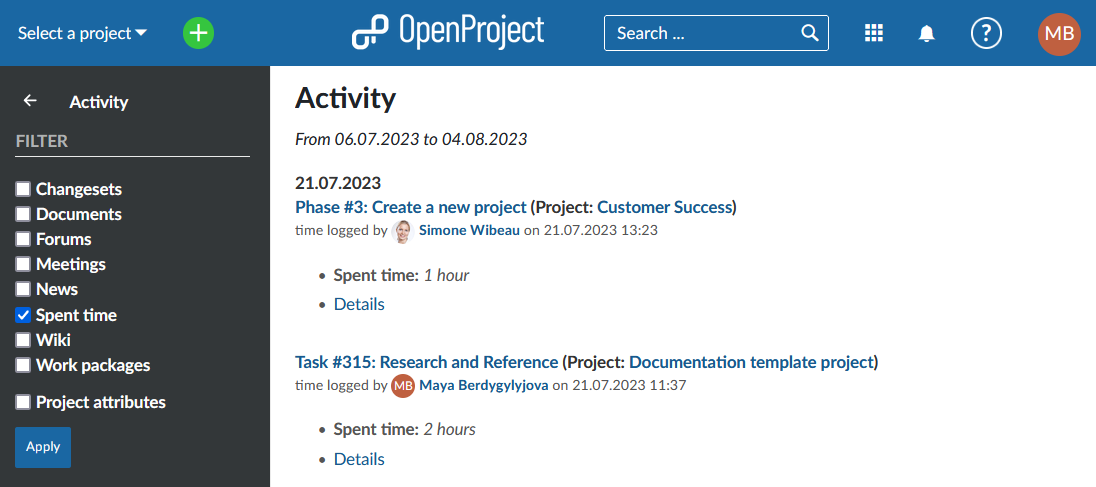 Select a project
OpenProject
Search ...
?
MB
Activity
FILTER
Changesets
Documents
Forums
Meetings
News
Spent time
Wiki
Work packages
Project attributes
Apply
Activity
From 06.07.2023 to 04.08.2023
21.07.2023
Phase #3: Create a new project (Project: Customer Success)
time logged by Simone Wibeau on 21.07.2023 13:23
• Spent time: 1 hour
• Details
Task #315: Research and Reference (Project: Documentation template project)
time logged by MB Maya Berdygylyjova on 21.07.2023 11:37
• Spent time: 2 hours
• Details